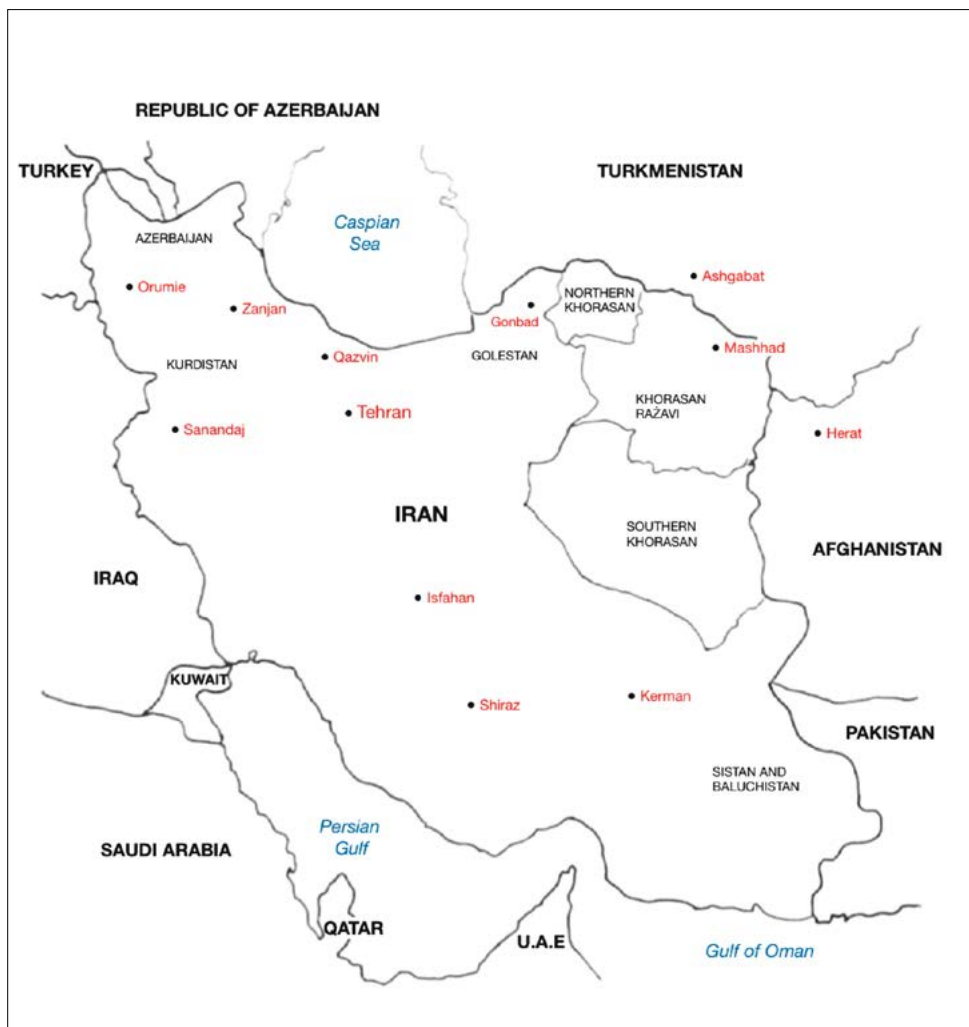 REPUBLIC OF AZERBAIJAN
TURKEY
TURKMENISTAN
Caspian
Sea
AZERBAIJAN
Ashgabat
Orumie
NORTHERN
KHORASAN
Zanjan
Gonbad
Mashhad
Qazvin
GOLESTAN
KURDISTAN
KHORASAN
RAŻAVI
Tehran
Sanandaj
Herat
IRAN
SOUTHERN
KHORASAN
AFGHANISTAN
IRAQ
Isfahan
KUWAIT
Shiraz
Kerman
PAKISTAN
SISTAN AND
BALUCHISTAN
Persian
Gulf
SAUDI ARABIA
QATAR
U.A.E
Gulf of Oman